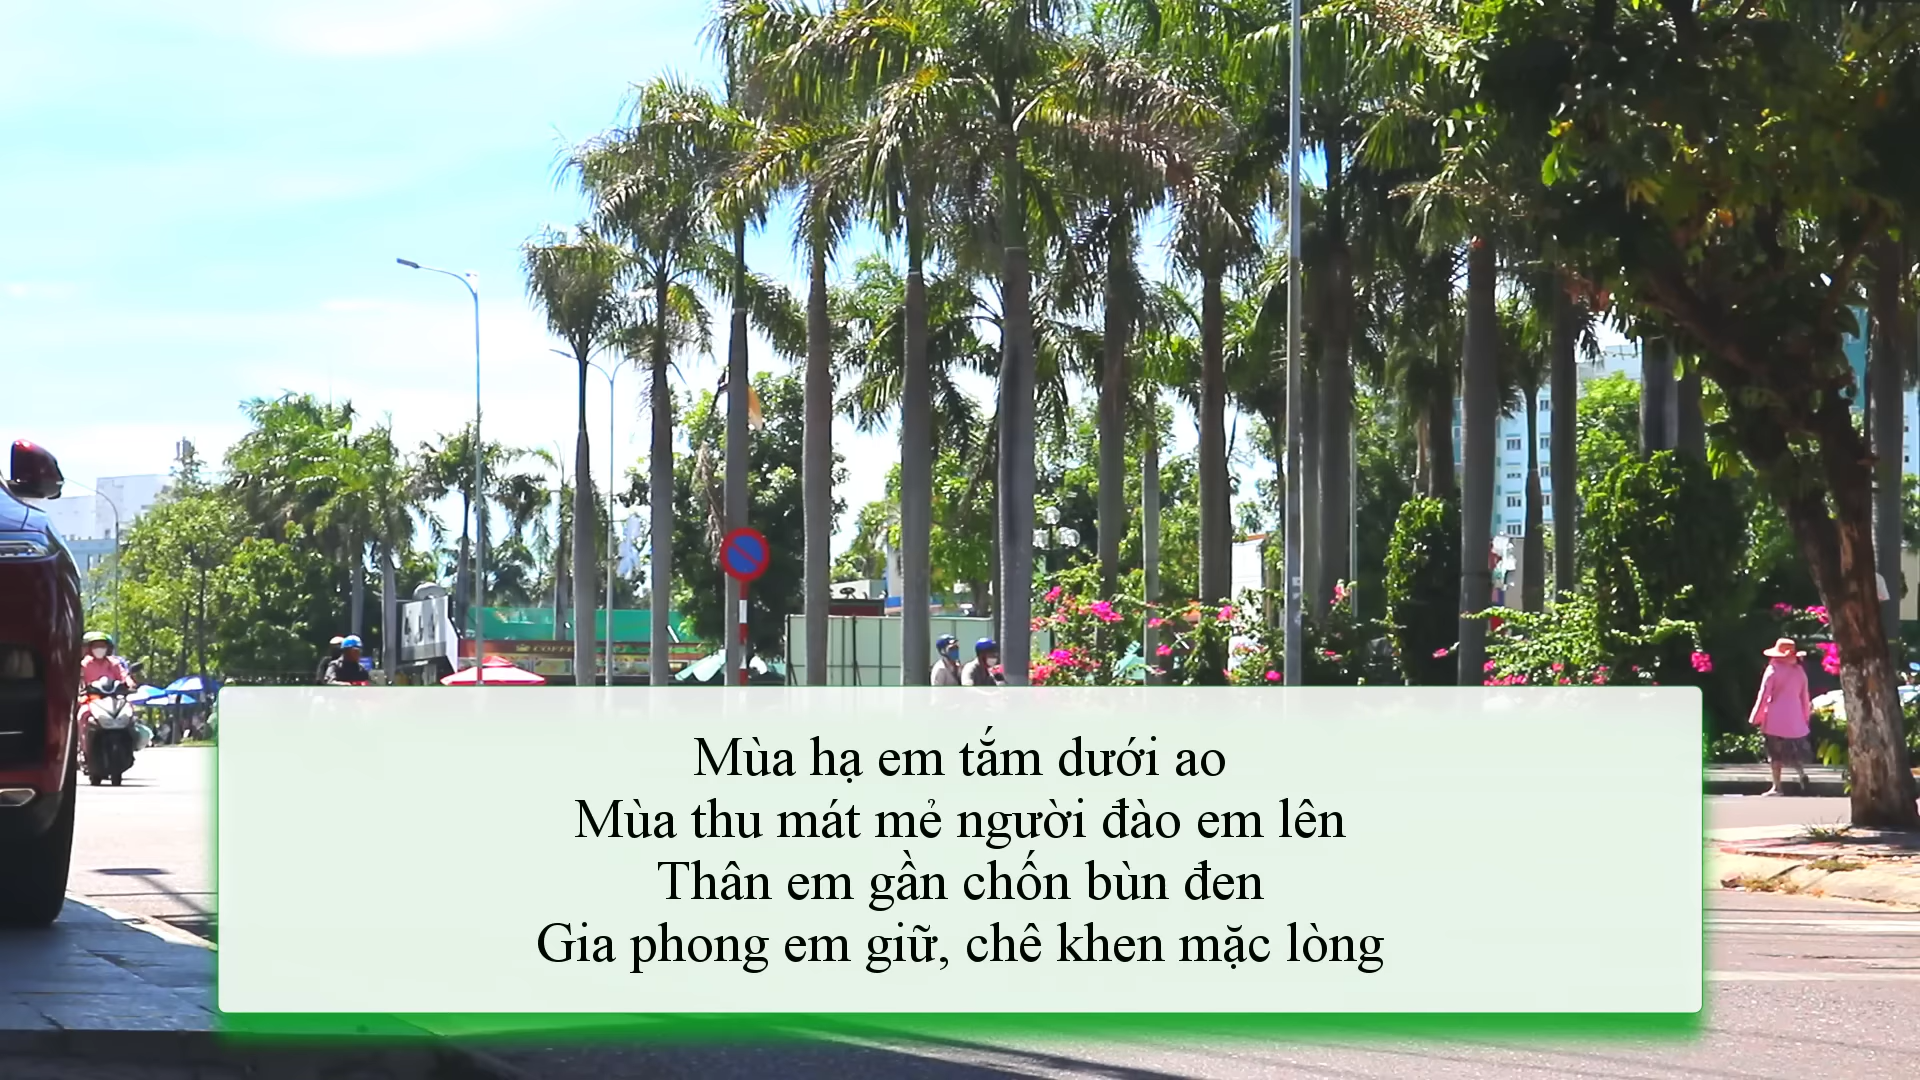 COFFEE
Mùa hạ em tắm dưới ao
Mùa thu mát mẻ người đào em lên
Thân em gần chốn bùn đen
Gia phong em giữ, chê khen mặc lòng